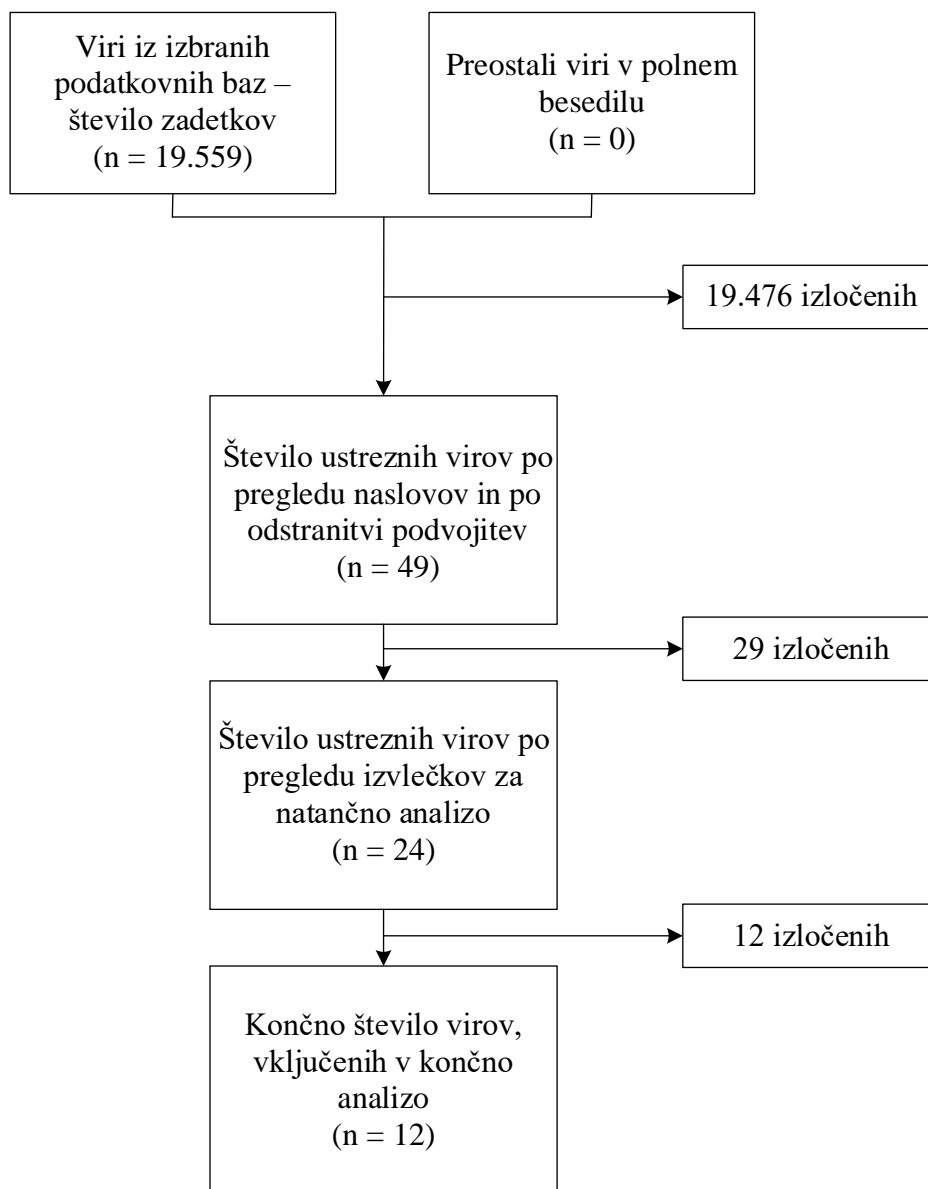 Viri iz izbranih
podatkovnih baz –
število zadetkov
(n = 19.559)
Preostali viri v polnem
besedilu
(n = 0)
19.476 izločenih
Število ustreznih virov po
pregledu naslovov in po
odstranitvi podvojitev
(n = 49)
29 izločenih
Število ustreznih virov po
pregledu izvlečkov za
natančno analizo
(n = 24)
12 izločenih
Končno število virov,
vključenih v končno
analizo
(n = 12)